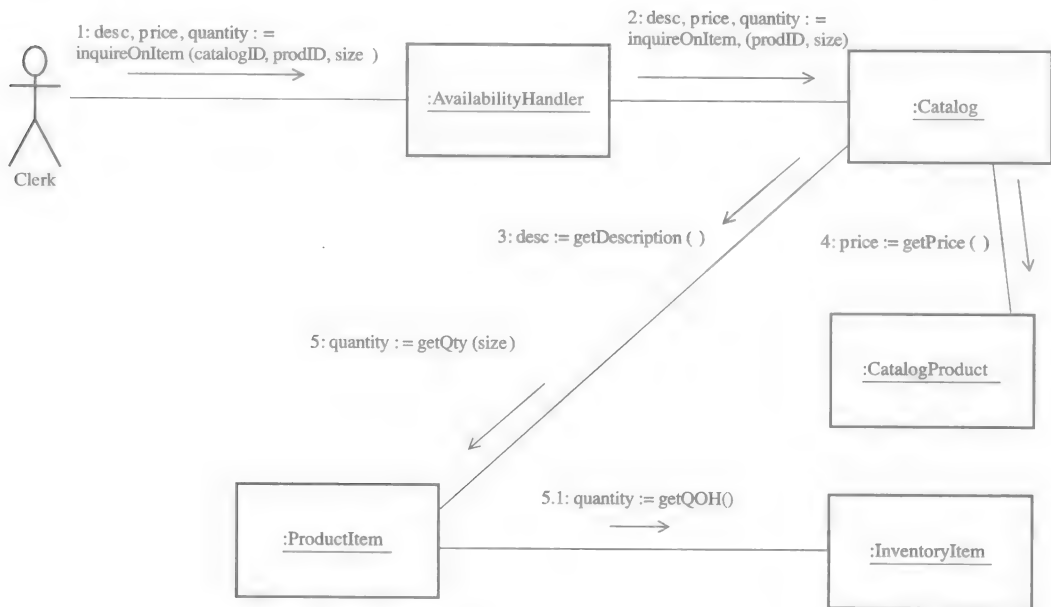 1: desc, price, quantity : =
inquireOnItem (catalogID, prodID, size )
2: desc, price, quantity : =
inquireOnItem, (prodID, size)
:AvailabilityHandler
:Catalog
Clerk
3: desc := getDescription ( )
4: price := getPrice ( )
5: quantity : = getQty (size)
:CatalogProduct
5.1: quantity := getQOH()
:ProductItem
:InventoryItem